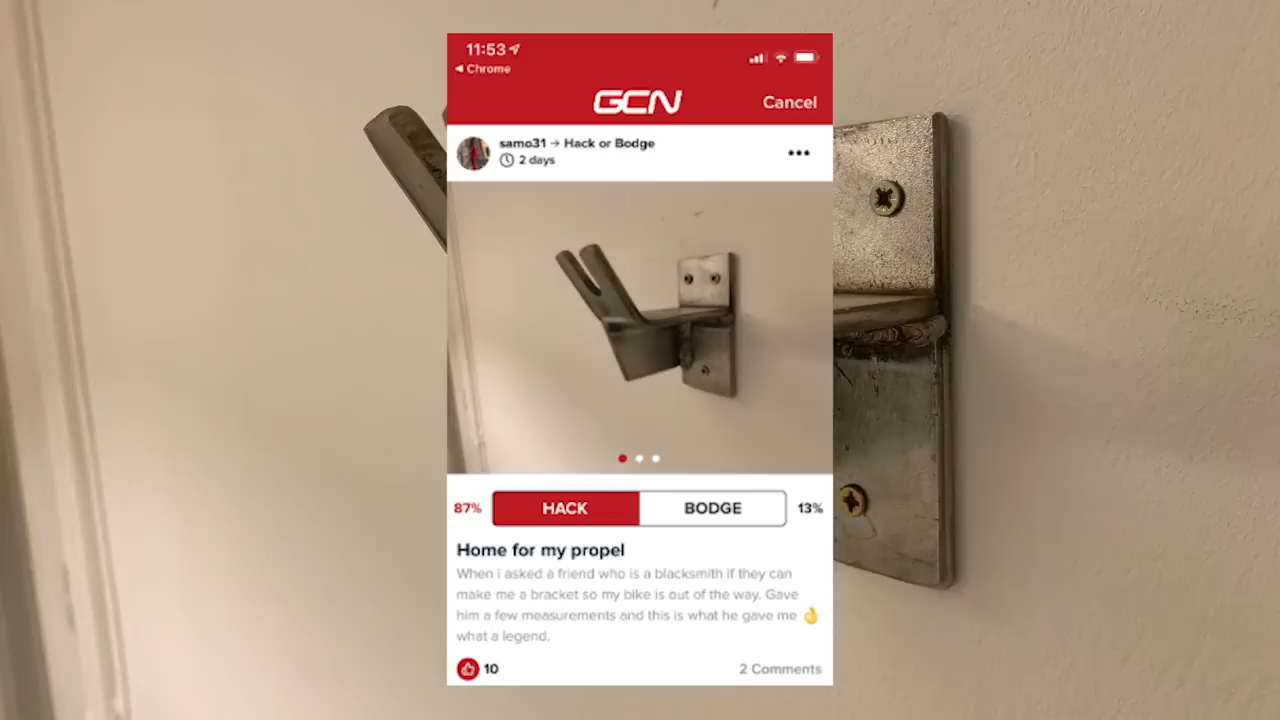 11:53
Chrome
GCN
Cancel
samo31 → Hack or Bodge
2 days
87% HACK BODGE 13%
Home for my propel
When i asked a friend who is a blacksmith if they can
make me a bracket so my bike is out of the way. Gave
him a few measurements and this is what he gave me 👌
what a legend.
10
2 Comments